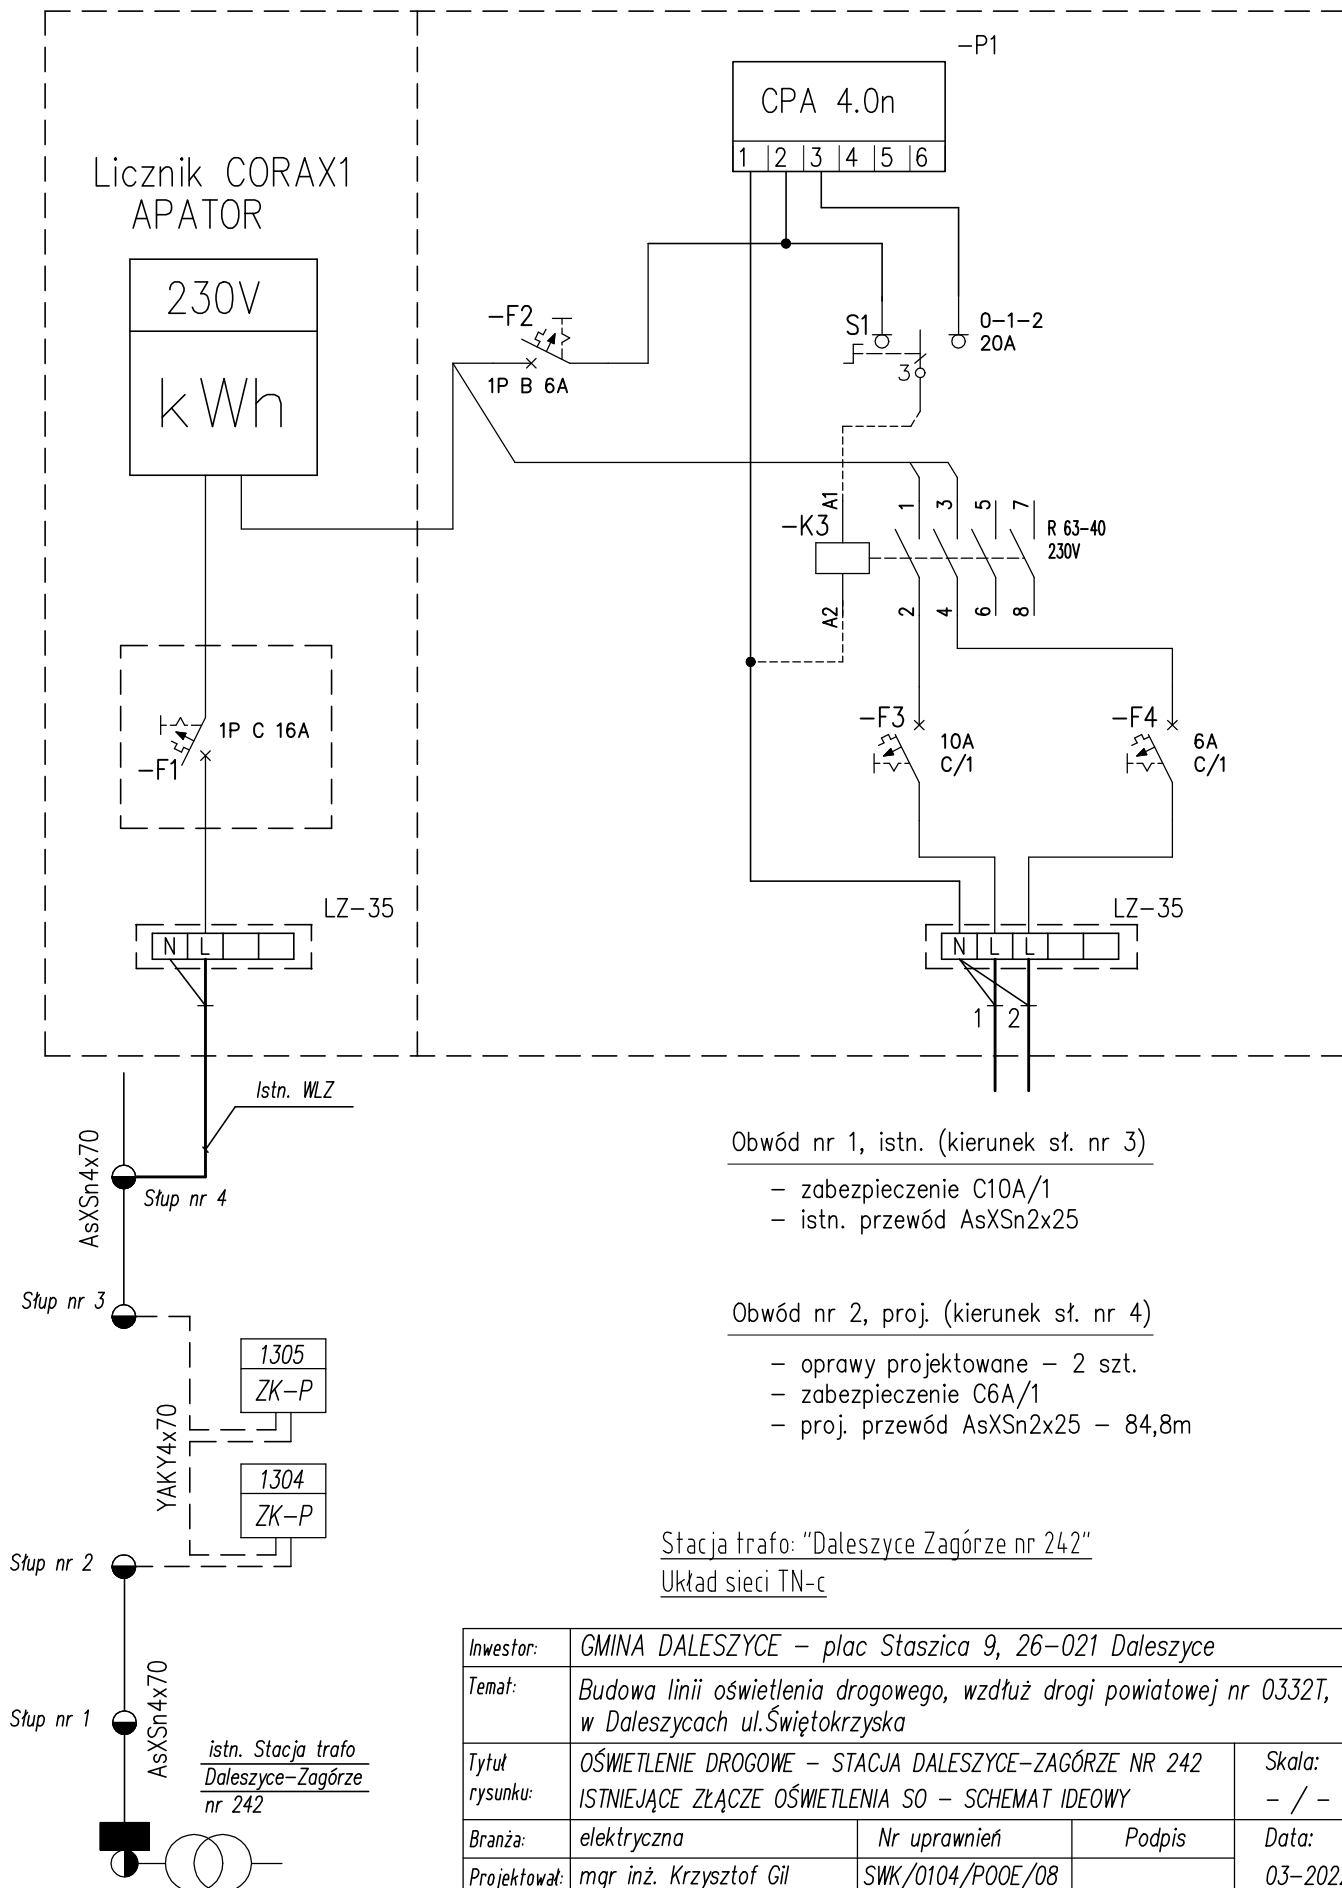 -P1
CPA 4.0n
1 2 3 4 5 6
Licznik CORAX1
APATOR
230V
kWh
-F2
1P B 6A
S1
0-1-2
20A
3
A1
1 3 5 7
-K3
R 63-40
230V
A2
2 4 6 8
1P C 16A
-F1
-F3
10A
C/1
-F4
6A
C/1
LZ-35
N L
LZ-35
N L L
1 2
Istn. WLZ
AsXSn4x70
Słup nr 4
Słup nr 3
1305
ZK-P
YAKY4x70
1304
ZK-P
Słup nr 2
Słup nr 1
AsXSn4x70
istn. Stacja trafo
Daleszyce-Zagórze
nr 242
Obwód nr 1, istn. (kierunek sł. nr 3)
- zabezpieczenie C10A/1
- istn. przewód AsXSn2x25
Obwód nr 2, proj. (kierunek sł. nr 4)
- oprawy projektowane - 2 szt.
- zabezpieczenie C6A/1
- proj. przewód AsXSn2x25 - 84,8m
Stacja trafo: "Daleszyce Zagórze nr 242"
Układ sieci TN-c
Inwestor: GMINA DALESZYCE - plac Staszica 9, 26-021 Daleszyce
Temat: Budowa linii oświetlenia drogowego, wzdłuż drogi powiatowej nr 0332T,
w Daleszycach ul.Świętokrzyska
Tytuł OŚWIETLENIE DROGOWE - STACJA DALESZYCE-ZAGÓRZE NR 242 Skala:
rysunku: ISTNIEJĄCE ZŁĄCZE OŚWIETLENIA SO - SCHEMAT IDEOWY - / -
Branża: elektryczna Nr uprawnień Podpis Data:
Projektował: mgr inż. Krzysztof Gil SWK/0104/POOE/08 03-202